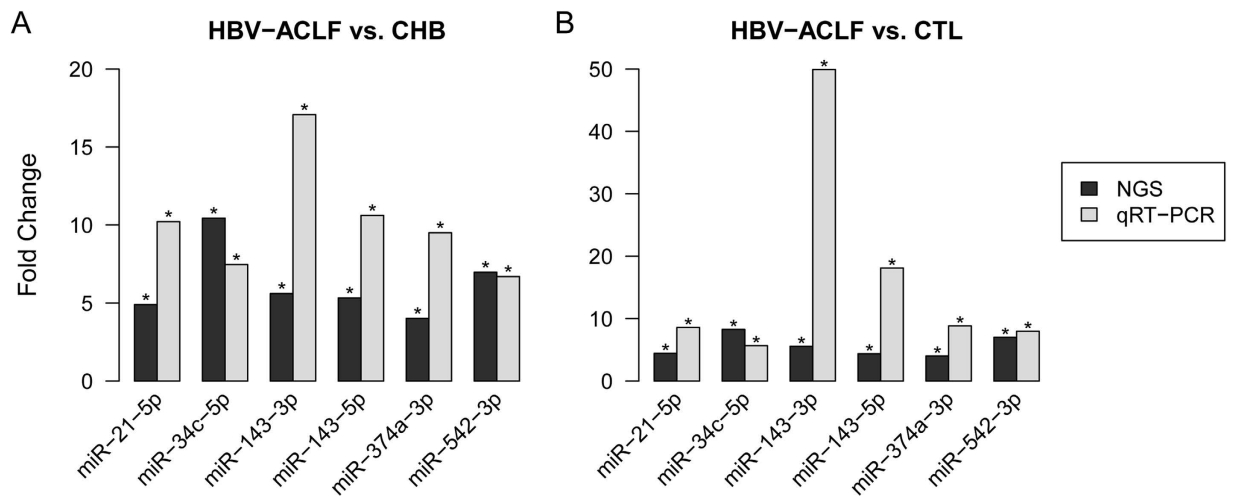 A
HBV−ACLF vs. CHB
Fold Change
20
15
10
5
0
* * * * * * * * * * * *
miR−21−5p
miR−34c−5p
miR−143−3p
miR−143−5p
miR−374a−3p
miR−542−3p
B
HBV−ACLF vs. CTL
50
40
30
20
10
0
* * * * * * * * * * * *
miR−21−5p
miR−34c−5p
miR−143−3p
miR−143−5p
miR−374a−3p
miR−542−3p
NGS
qRT−PCR